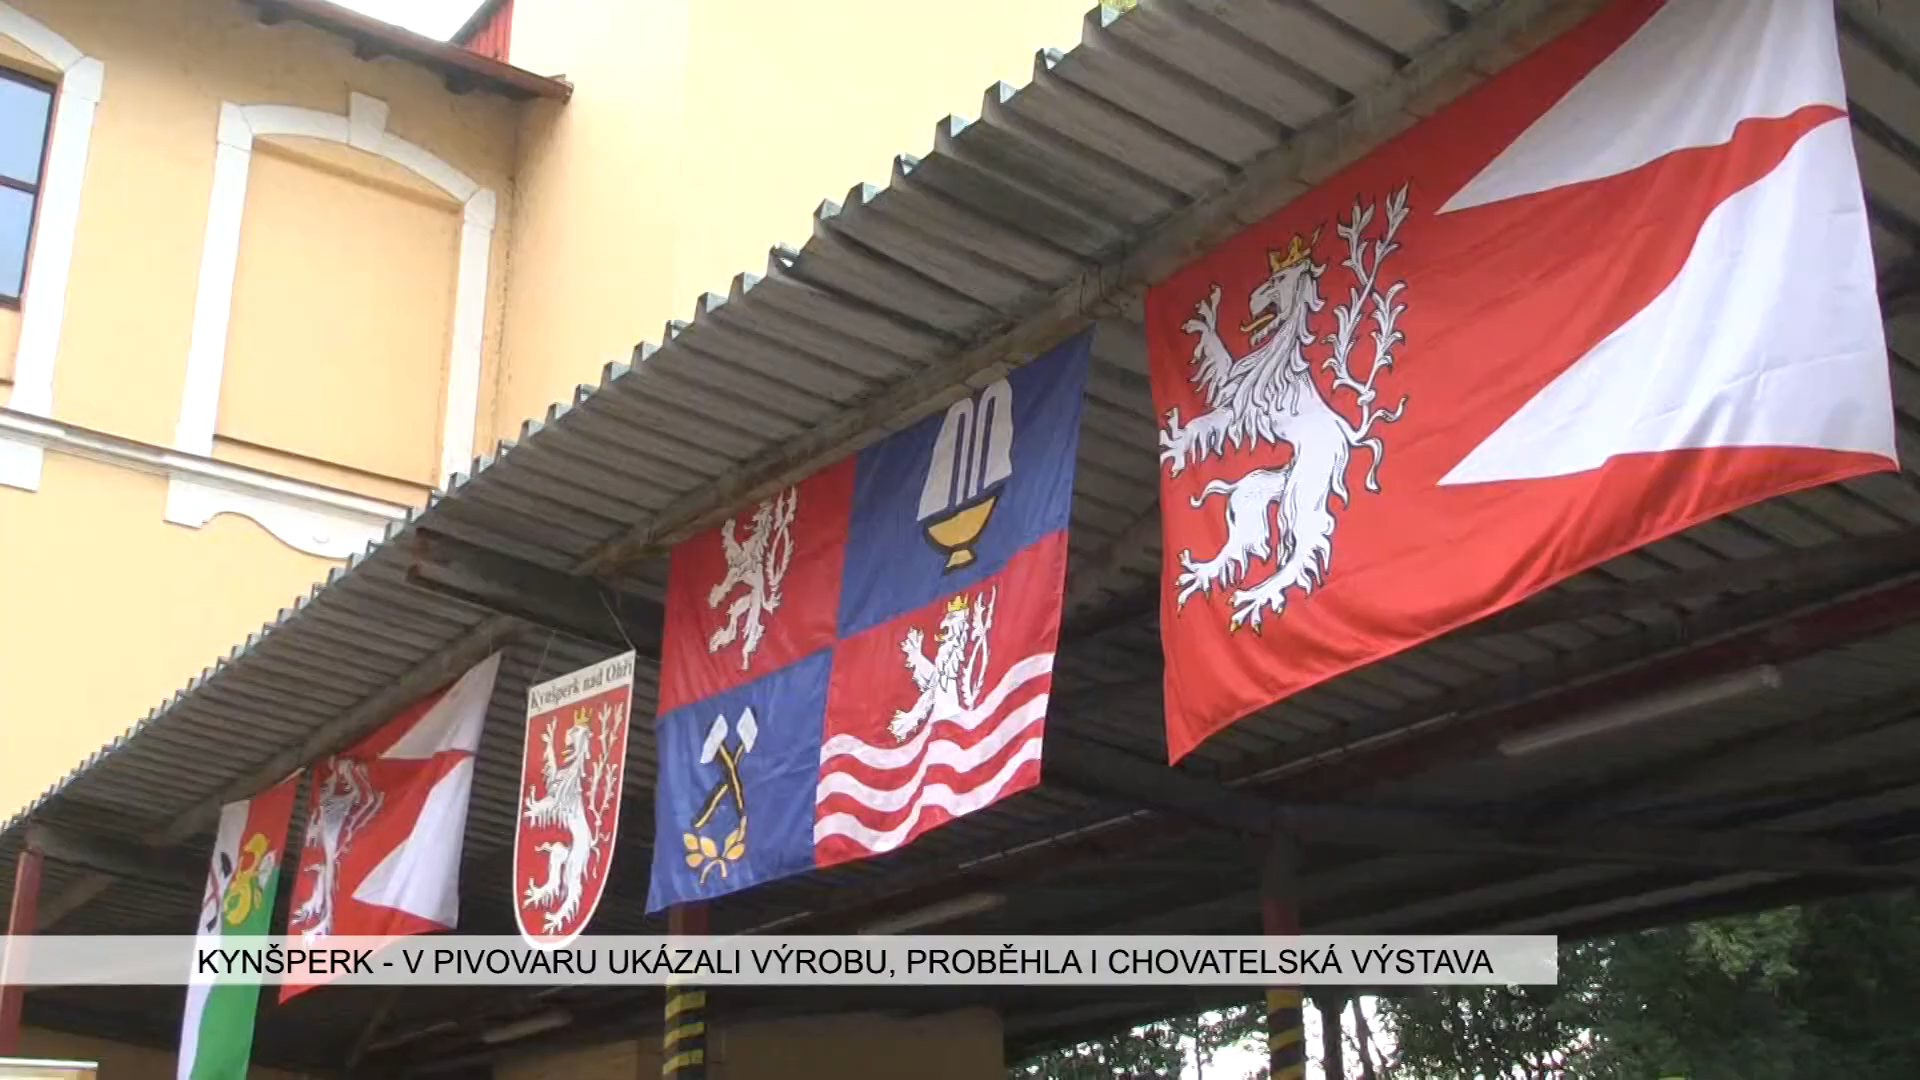 Kynšperk nad Ohří
KYNŠPERK - V PIVOVARU UKÁZALI VÝROBU, PROBĚHLA I CHOVATELSKÁ VÝSTAVA